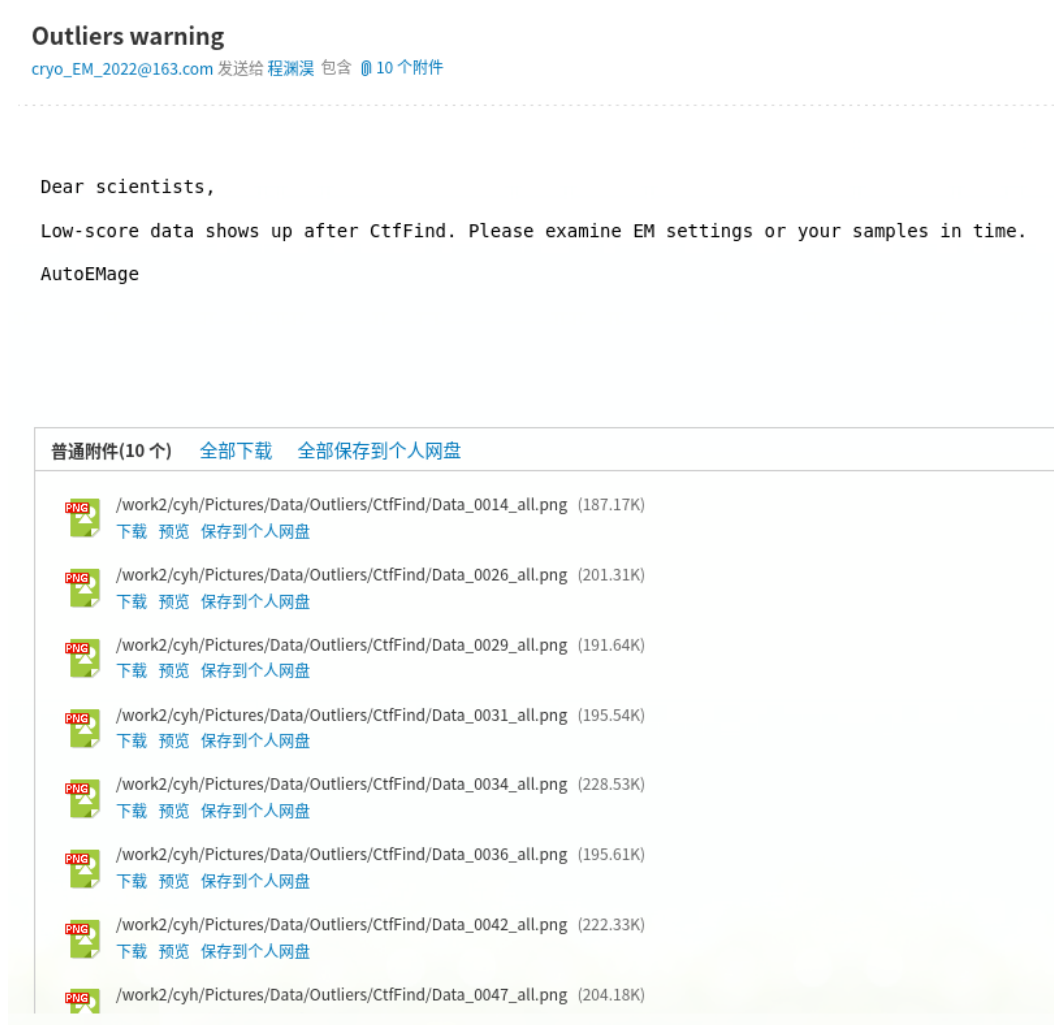 Outliers warning
cryo_EM_2022@163.com 发送给 程渊淏 包含 10 个附件
Dear scientists,
Low-score data shows up after CtfFind. Please examine EM settings or your samples in time.
AutoEMage
普通附件(10 个) 全部下载 全部保存到个人网盘
PNG /work2/cyh/Pictures/Data/Outliers/CtfFind/Data_0014_all.png (187.17K)
下载 预览 保存到个人网盘
PNG /work2/cyh/Pictures/Data/Outliers/CtfFind/Data_0026_all.png (201.31K)
下载 预览 保存到个人网盘
PNG /work2/cyh/Pictures/Data/Outliers/CtfFind/Data_0029_all.png (191.64K)
下载 预览 保存到个人网盘
PNG /work2/cyh/Pictures/Data/Outliers/CtfFind/Data_0031_all.png (195.54K)
下载 预览 保存到个人网盘
PNG /work2/cyh/Pictures/Data/Outliers/CtfFind/Data_0034_all.png (228.53K)
下载 预览 保存到个人网盘
PNG /work2/cyh/Pictures/Data/Outliers/CtfFind/Data_0036_all.png (195.61K)
下载 预览 保存到个人网盘
PNG /work2/cyh/Pictures/Data/Outliers/CtfFind/Data_0042_all.png (222.33K)
下载 预览 保存到个人网盘
PNG /work2/cyh/Pictures/Data/Outliers/CtfFind/Data_0047_all.png (204.18K)